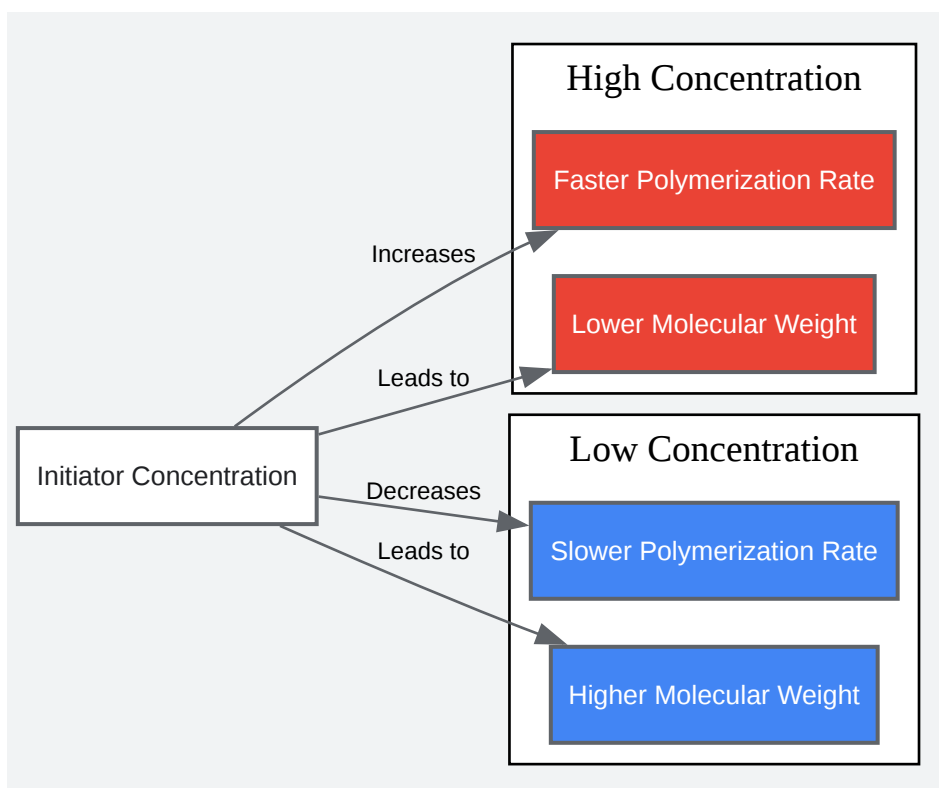 High Concentration
Faster Polymerization Rate
Increases
Lower Molecular Weight
Leads to
Initiator Concentration
Low Concentration
Decreases
Slower Polymerization Rate
Leads to
Higher Molecular Weight